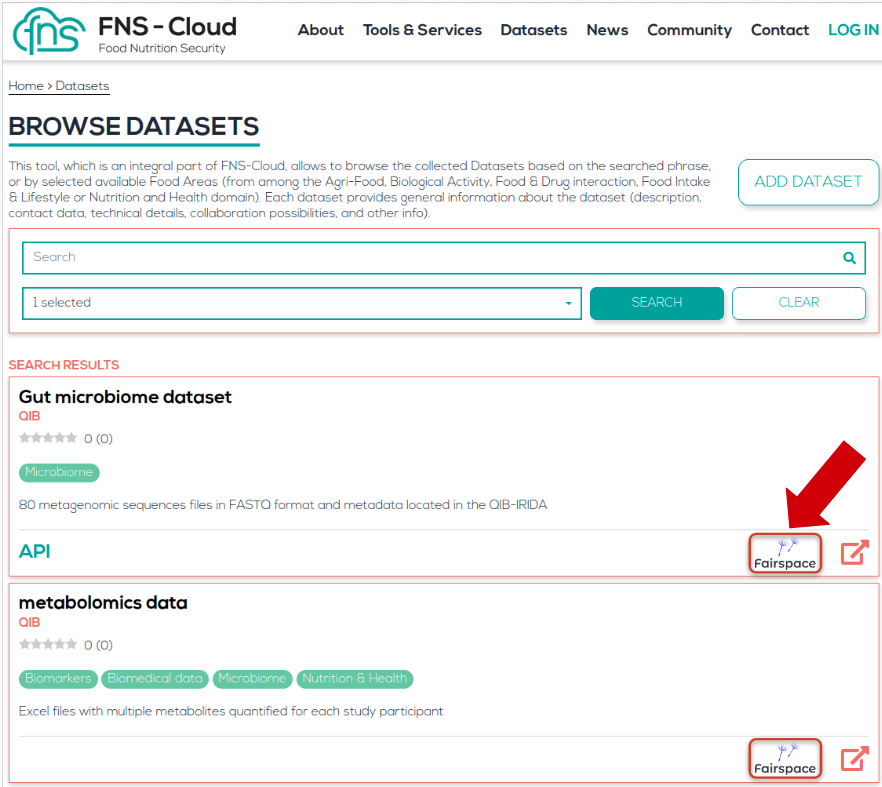 fns
FNS - Cloud
Food Nutrition Security
About Tools & Services Datasets News Community Contact LOG IN
Home > Datasets
BROWSE DATASETS
This tool, which is an integral part of FNS-Cloud, allows to browse the collected Datasets based on the searched phrase,
or by selected available Food Areas (from among the Agri-Food, Biological Activity, Food & Drug interaction, Food Intake
& Lifestyle or Nutrition and Health domain). Each dataset provides general information about the dataset (description,
contact data, technical details, collaboration possibilities, and other info).
ADD DATASET
Search
1 selected
SEARCH
CLEAR
SEARCH RESULTS
Gut microbiome dataset
QIB
0 (0)
Microbiome
80 metagenomic sequences files in FASTQ format and metadata located in the QIB-IRIDA
API
Fairspace
metabolomics data
QIB
0 (0)
Biomarkers Biomedical data Microbiome Nutrition & Health
Excel files with multiple metabolites quantified for each study participant
Fairspace